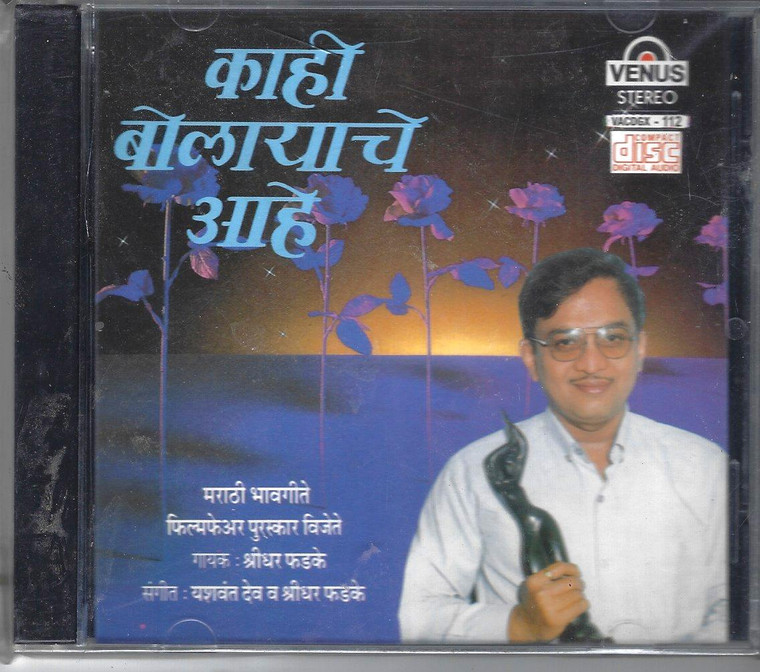 काही
बोलायाचे
आहे
VENUS
STEREO
VACDGX - 112
COMPACT
disc
DIGITAL AUDIO
मराठी भावगीते
फिल्मफेअर पुरस्कार विजेते
गायक : श्रीधर फडके
संगीत : यशवंत देव व श्रीधर फडके